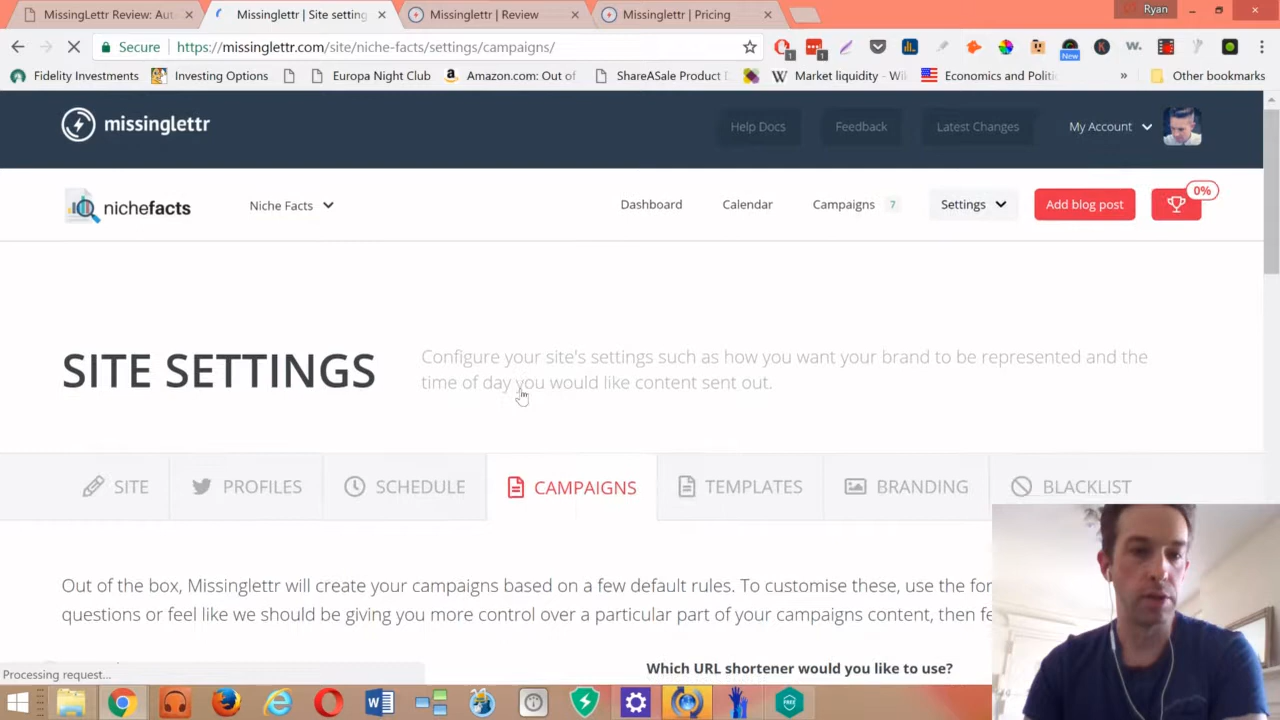 MissingLettr Review: Aut
Missinglettr | Site setting
Missinglettr | Review
Missinglettr | Pricing
Ryan
Secure
https://missinglettr.com/site/niche-facts/settings/campaigns/
1
1
New
Fidelity Investments
Investing Options
Europa Night Club
Amazon.com: Out of
ShareASale Product D
Market liquidity - Wi
Economics and Politi
»
Other bookmarks
missinglettr
Help Docs
Feedback
Latest Changes
My Account
nichefacts
Niche Facts
Dashboard
Calendar
Campaigns 7
Settings
Add blog post
0%
SITE SETTINGS
Configure your site's settings such as how you want your brand to be represented and the
time of day you would like content sent out.
SITE
PROFILES
SCHEDULE
CAMPAIGNS
TEMPLATES
BRANDING
BLACKLIST
Out of the box, Missinglettr will create your campaigns based on a few default rules. To customise these, use the for
questions or feel like we should be giving you more control over a particular part of your campaigns content, then fe
Which URL shortener would you like to use?
Processing request...
FREE